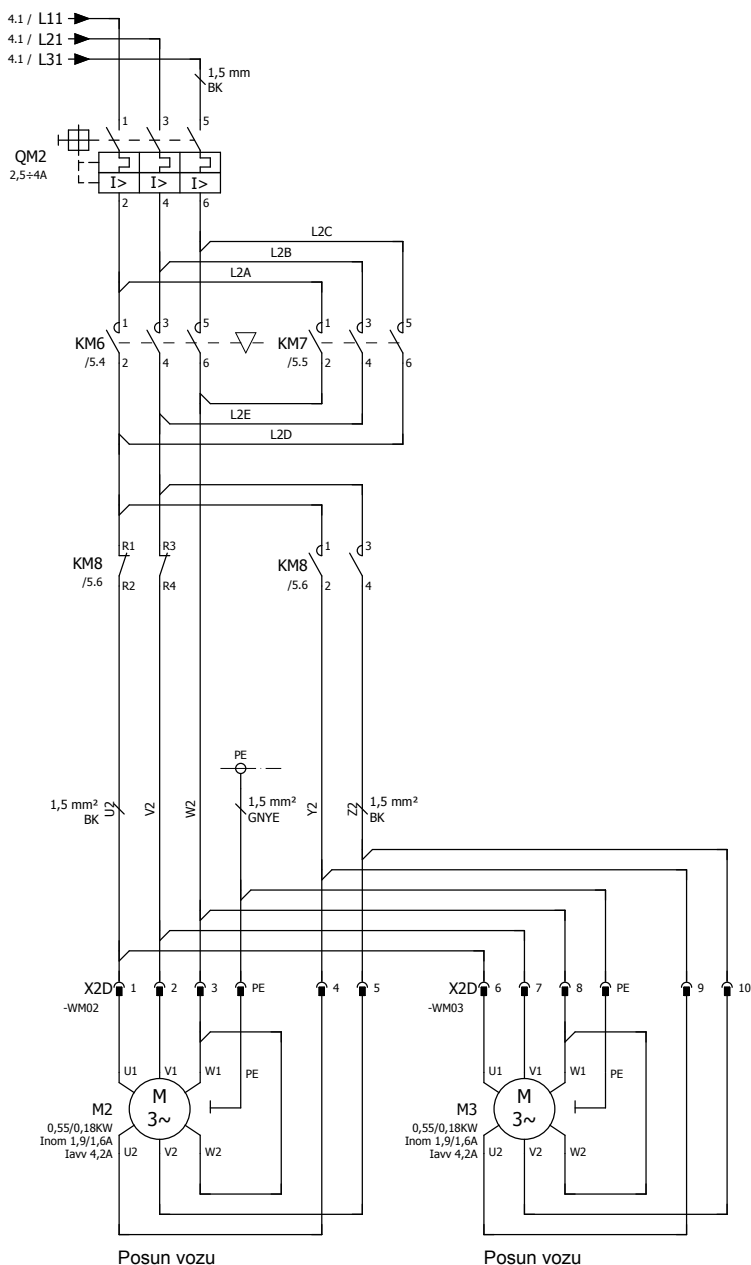 4.1 / L11
4.1 / L21
4.1 / L31
1,5 mm
BK
1 3 5
QM2
2,5÷4A
I> I> I>
2 4 6
L2C
L2B
L2A
1 3 5 1 3 5
KM6 KM7
/5.4 /5.5
2 4 6 2 4 6
L2E
L2D
R1 R3 1 3
KM8 KM8
/5.6 /5.6
R2 R4 2 4
PE
1,5 mm²
BK
U2 V2 W2
1,5 mm²
GNYE
Y2 Z2
1,5 mm²
BK
X2D 1 2 3 PE 4 5 X2D 6 7 8 PE 9 10
-WM02 -WM03
U1 V1 W1 PE U1 V1 W1 PE
M M
3~ 3~
M2 M3
0,55/0,18KW 0,55/0,18KW
Inom 1,9/1,6A Inom 1,9/1,6A
Iavv 4,2A Iavv 4,2A
U2 V2 W2 U2 V2 W2
Posun vozu Posun vozu